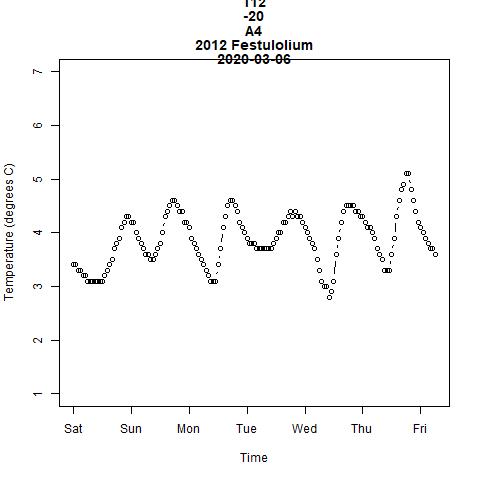 T12
-20
A4
2012 Festulolium
2020-03-06
Temperature (degrees C)
7
6
5
4
3
2
1
Sat Sun Mon Tue Wed Thu Fri
Time